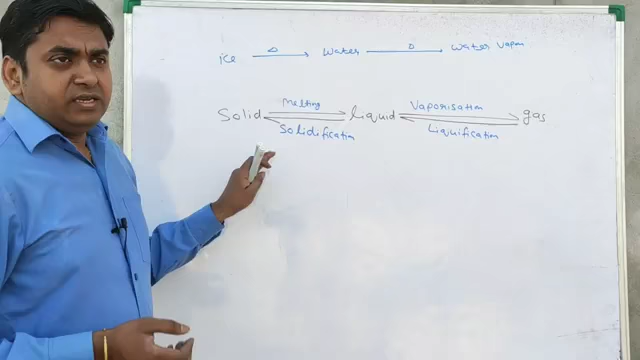 ice Δ Water Δ Water Vapour
Melting Vaporisation
Solid liquid gas
Solidification Liquification